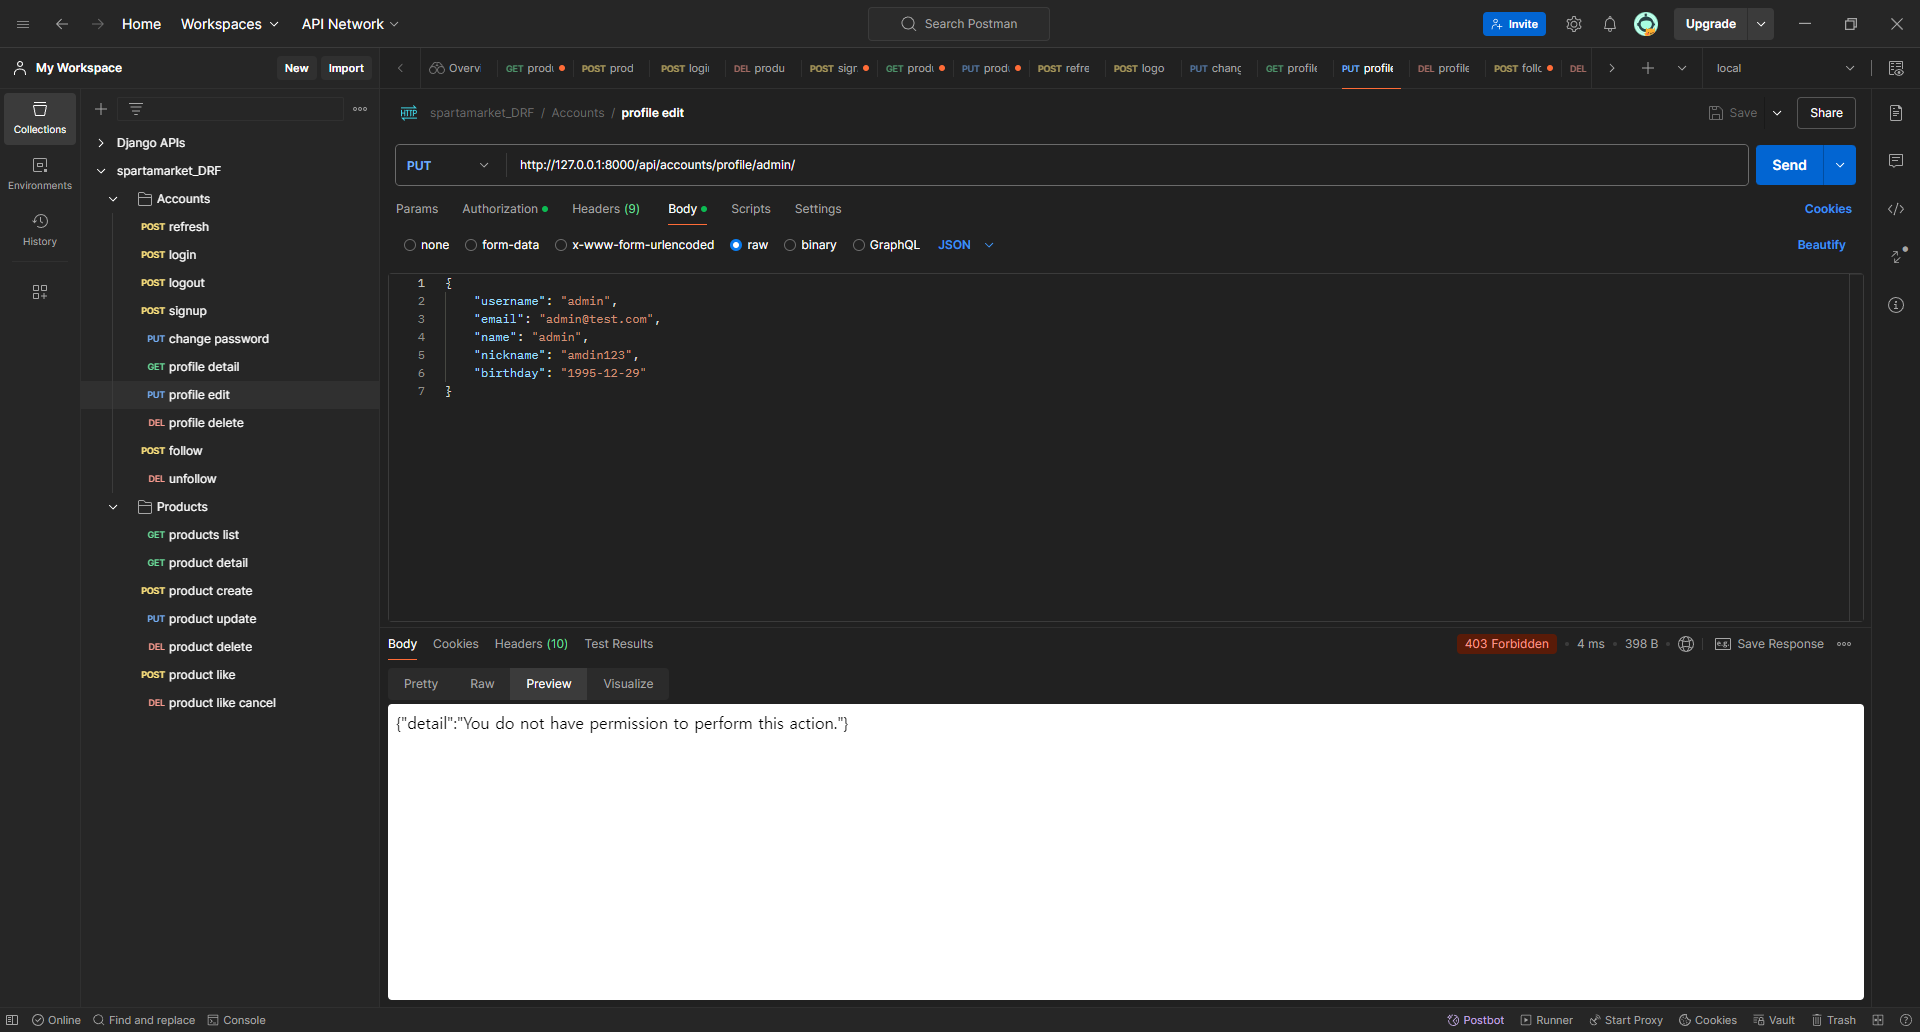 Home Workspaces API Network Search Postman Invite Upgrade
My Workspace New Import Overvi GET produ POST prod POST logi DEL produ POST sign GET produ PUT produ POST refre POST logo PUT chang GET profile PUT profile DEL profile POST follo DEL local
Collections
Environments
History
Django APIs
spartamarket_DRF
Accounts
POST refresh
POST login
POST logout
POST signup
PUT change password
GET profile detail
PUT profile edit
DEL profile delete
POST follow
DEL unfollow
Products
GET products list
GET product detail
POST product create
PUT product update
DEL product delete
POST product like
DEL product like cancel
HTTP spartamarket_DRF / Accounts / profile edit Save Share
PUT http://127.0.0.1:8000/api/accounts/profile/admin/ Send
Params Authorization Headers (9) Body Scripts Settings Cookies
none form-data x-www-form-urlencoded raw binary GraphQL JSON Beautify
1 {
2 "username": "admin",
3 "email": "admin@test.com",
4 "name": "admin",
5 "nickname": "amdin123",
6 "birthday": "1995-12-29"
7 }
Body Cookies Headers (10) Test Results 403 Forbidden 4 ms 398 B e.g. Save Response
Pretty Raw Preview Visualize
{"detail":"You do not have permission to perform this action."}
Online Find and replace Console Postbot Runner Start Proxy Cookies Vault Trash